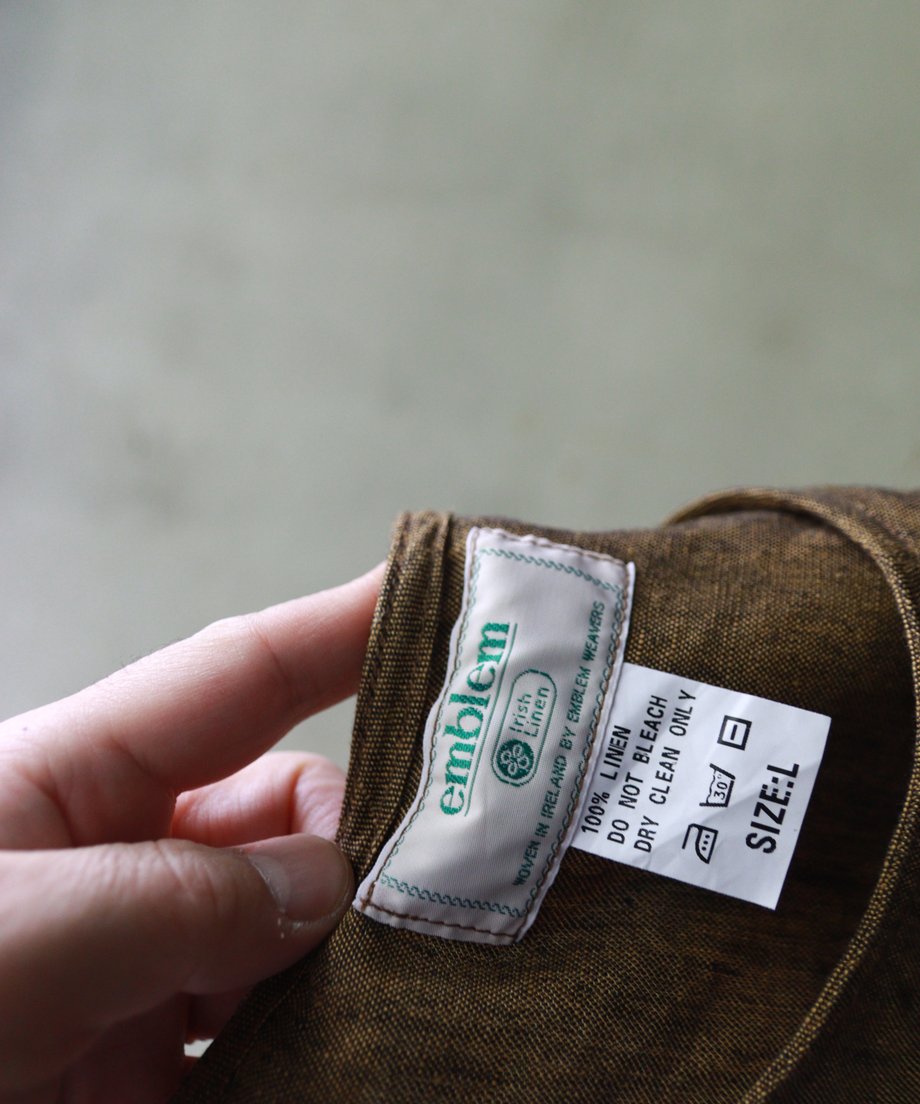 emblem
Irish
Linen
WOVEN IN IRELAND BY EMBLEM WEAVERS
100% LINEN
DO NOT BLEACH
DRY CLEAN ONLY
30°
SIZE:L